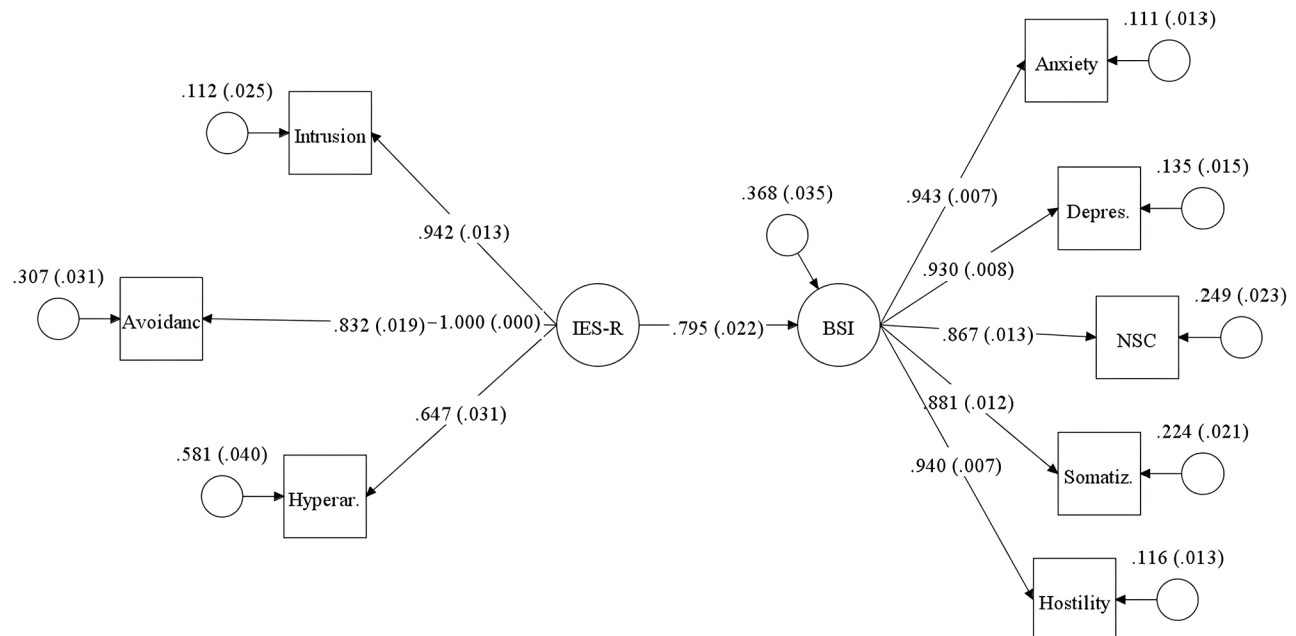 .111 (.013)
Anxiety
.112 (.025)
Intrusion
.135 (.015)
.368 (.035)
.943 (.007)
Depres.
.942 (.013)
.930 (.008)
.307 (.031)
.249 (.023)
Avoidanc
.832 (.019)
1.000 (.000)
IES-R
.795 (.022)
BSI
.867 (.013)
NSC
.647 (.031)
.881 (.012)
.581 (.040)
.224 (.021)
.940 (.007)
Somatiz.
Hyperar.
.116 (.013)
Hostility